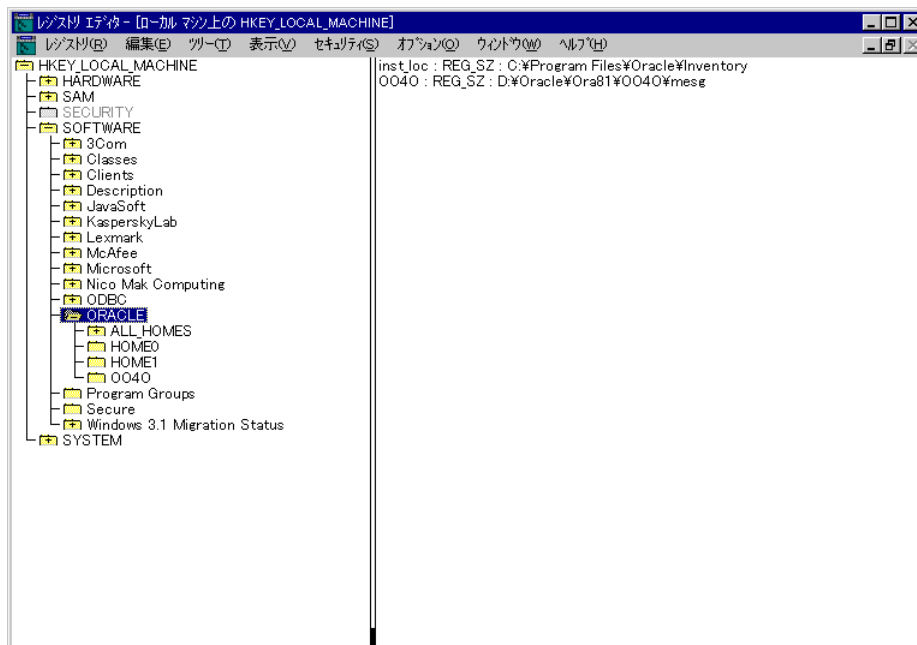 ﾚｼﾞｽﾄﾘ ｴﾃﾞｨﾀ - [ﾛｰｶﾙ ﾏｼﾝ上の HKEY_LOCAL_MACHINE]
ﾚｼﾞｽﾄﾘ(R) 編集(E) ﾂﾘｰ(T) 表示(V) ｾｷｭﾘﾃｨ(S) ｵﾌﾟｼｮﾝ(O) ｳｨﾝﾄﾞｳ(W) ﾍﾙﾌﾟ(H)
HKEY_LOCAL_MACHINE
HARDWARE
SAM
SECURITY
SOFTWARE
3Com
Classes
Clients
Description
JavaSoft
KasperskyLab
Lexmark
McAfee
Microsoft
Nico Mak Computing
ODBC
ORACLE
ALL_HOMES
HOME0
HOME1
OO4O
Program Groups
Secure
Windows 3.1 Migration Status
SYSTEM
inst_loc : REG_SZ : C:¥Program Files¥Oracle¥Inventory
OO4O : REG_SZ : D:¥Oracle¥Ora81¥OO4O¥mesg